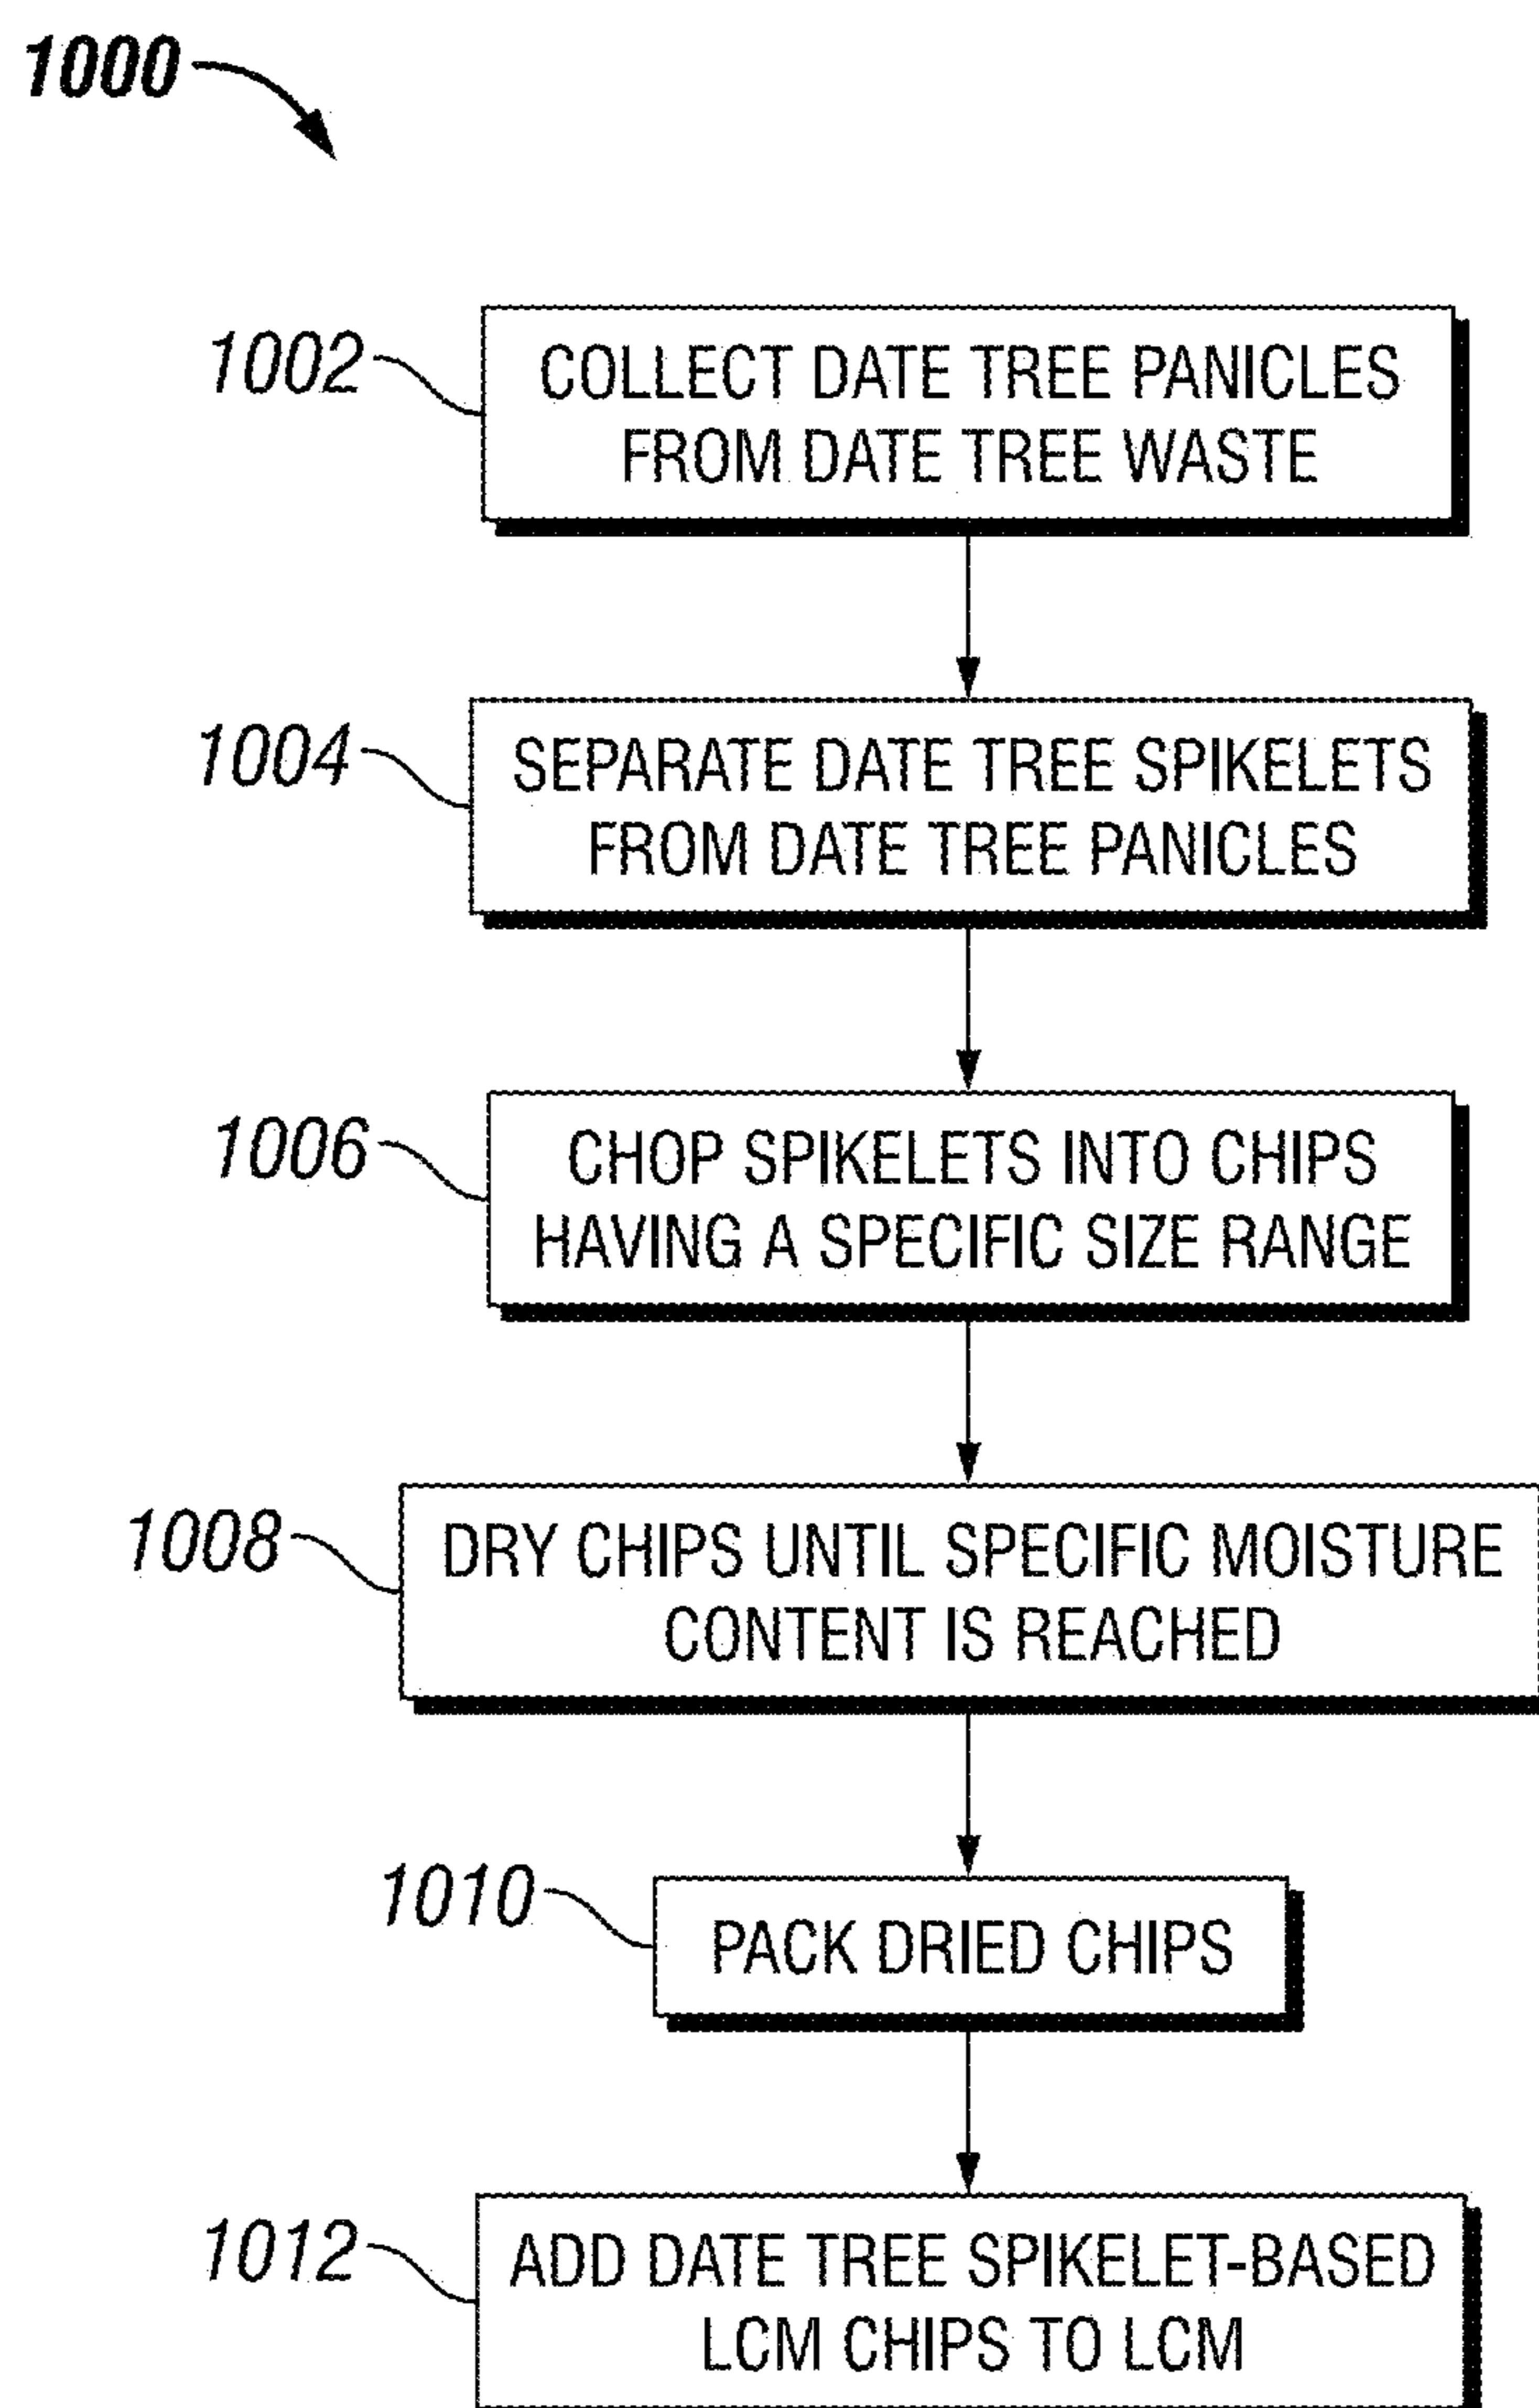 1000
1002
COLLECT DATE TREE PANICLES
FROM DATE TREE WASTE
1004
SEPARATE DATE TREE SPIKELETS
FROM DATE TREE PANICLES
1006
CHOP SPIKELETS INTO CHIPS
HAVING A SPECIFIC SIZE RANGE
1008
DRY CHIPS UNTIL SPECIFIC MOISTURE
CONTENT IS REACHED
1010
PACK DRIED CHIPS
1012
ADD DATE TREE SPIKELET-BASED
LCM CHIPS TO LCM